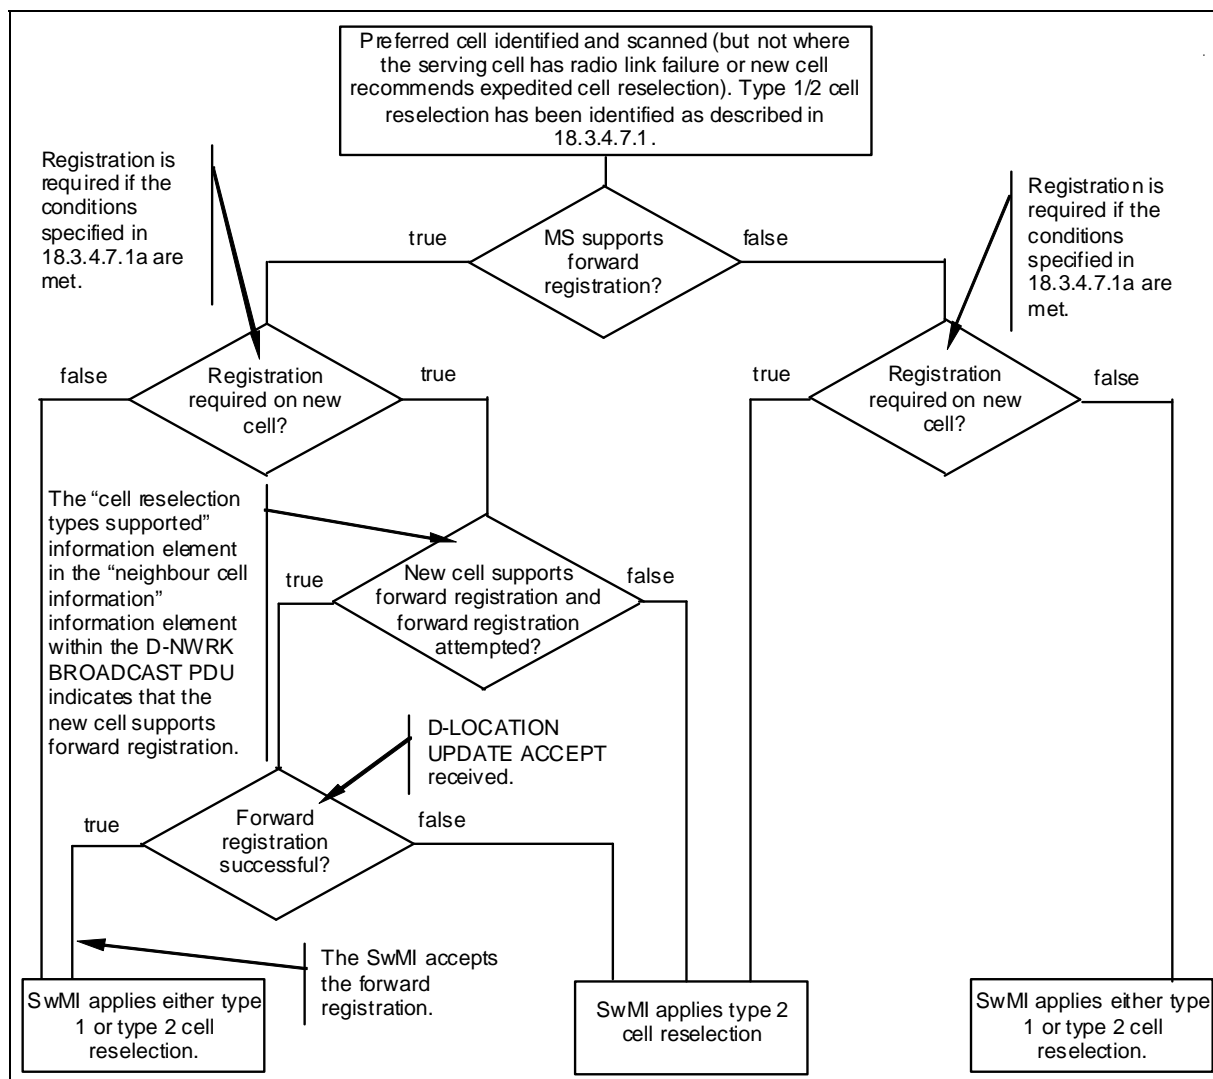 Preferred cell identified and scanned (but not where
the serving cell has radio link failure or new cell
recommends expedited cell reselection). Type 1/2 cell
reselection has been identified as described in
18.3.4.7.1.
Registration is
required if the
conditions
specified in
18.3.4.7.1a are
met.
Registration is
required if the
conditions
specified in
18.3.4.7.1a are
met.
true
MS supports
forward
registration?
false
false
Registration
required on new
cell?
true
true
Registration
required on new
cell?
false
The “cell reselection
types supported”
information element
in the “neighbour cell
information”
information element
within the D-NWRK
BROADCAST PDU
indicates that the
new cell supports
forward registration.
true
New cell supports
forward registration and
forward registration
attempted?
false
D-LOCATION
UPDATE ACCEPT
received.
true
Forward
registration
successful?
false
The SwMI accepts
the forward
registration.
SwMI applies either type
1 or type 2 cell
reselection.
SwMI applies type 2
cell reselection
SwMI applies either type
1 or type 2 cell
reselection.